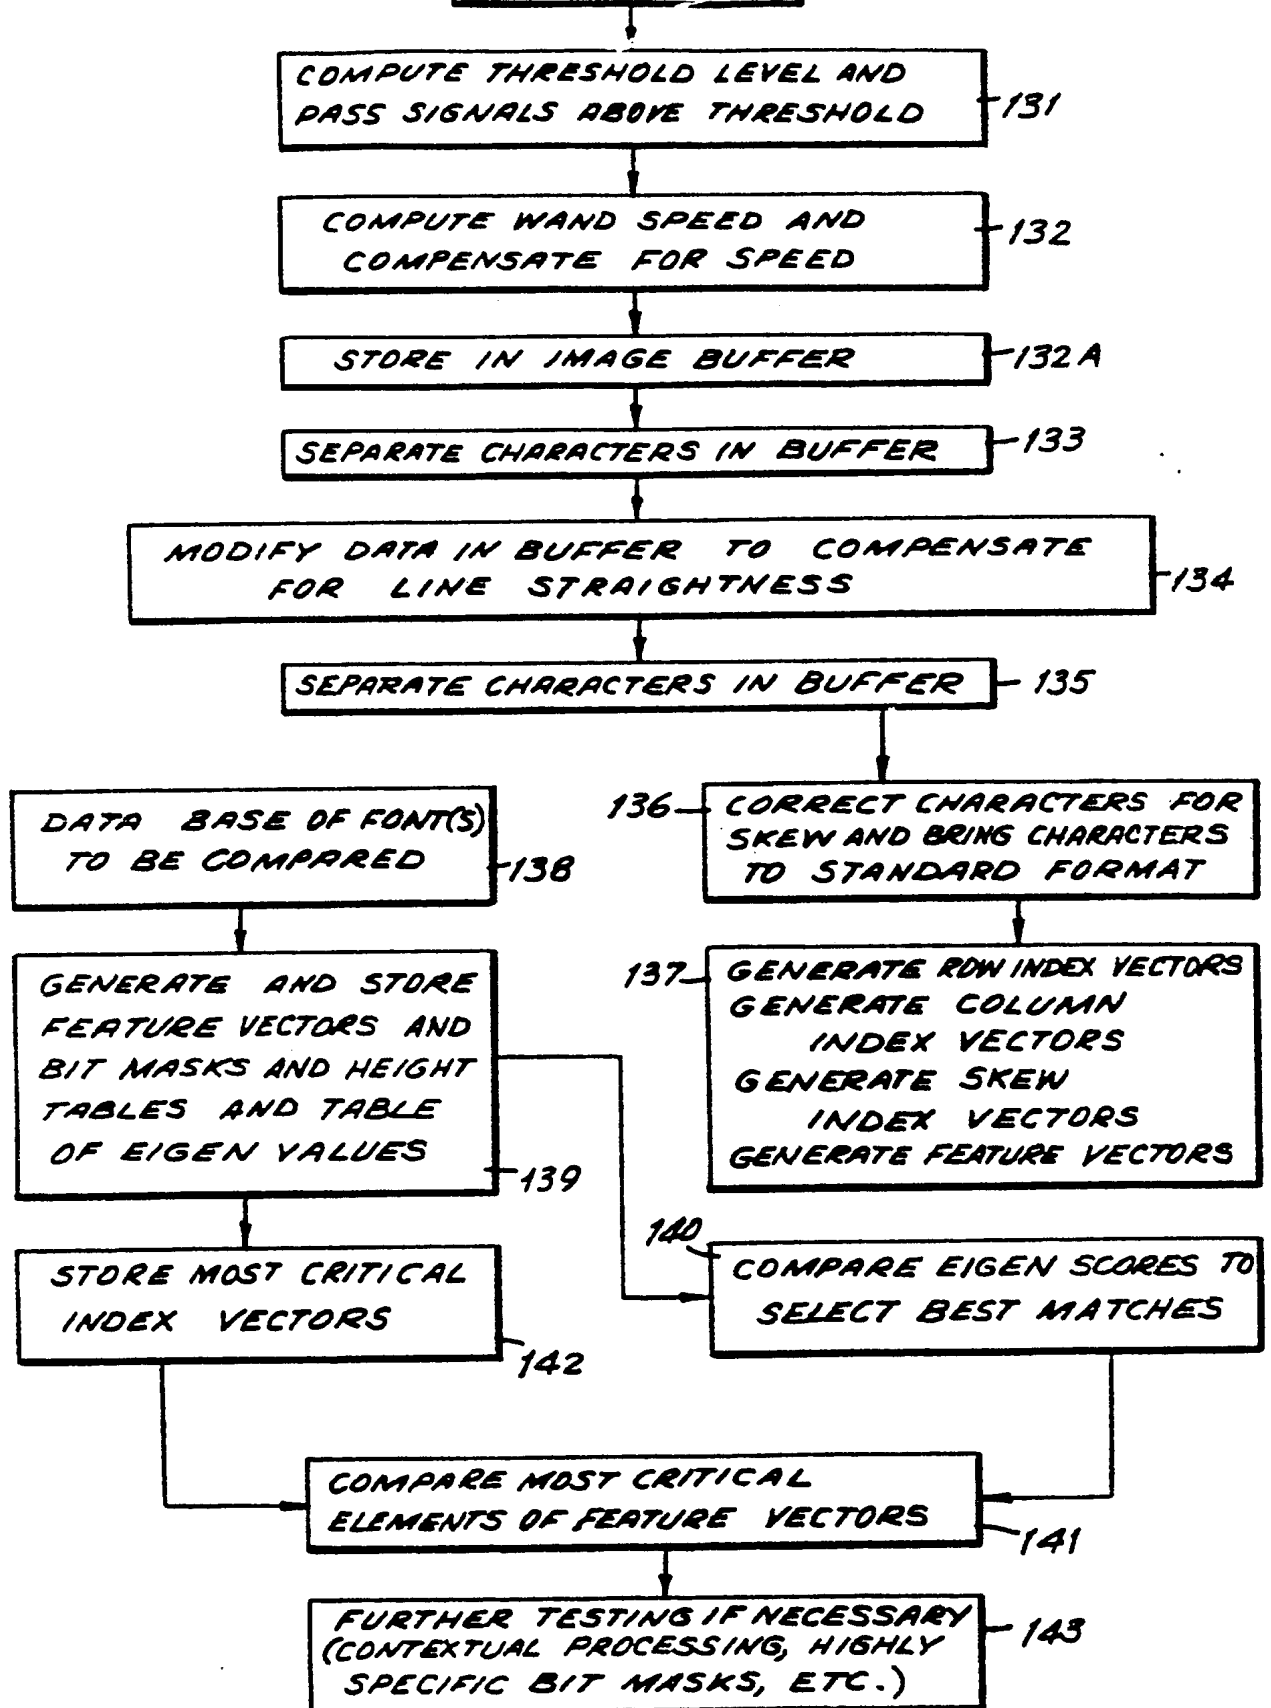 COMPUTE THRESHOLD LEVEL AND
PASS SIGNALS ABOVE THRESHOLD
131
COMPUTE WAND SPEED AND
COMPENSATE FOR SPEED
132
STORE IN IMAGE BUFFER
132A
SEPARATE CHARACTERS IN BUFFER
133
MODIFY DATA IN BUFFER TO COMPENSATE
FOR LINE STRAIGHTNESS
134
SEPARATE CHARACTERS IN BUFFER
135
136
CORRECT CHARACTERS FOR
SKEW AND BRING CHARACTERS
TO STANDARD FORMAT
DATA BASE OF FONT(S)
TO BE COMPARED
138
137
GENERATE ROW INDEX VECTORS
GENERATE COLUMN
INDEX VECTORS
GENERATE SKEW
INDEX VECTORS
GENERATE FEATURE VECTORS
GENERATE AND STORE
FEATURE VECTORS AND
BIT MASKS AND HEIGHT
TABLES AND TABLE
OF EIGEN VALUES
139
140
COMPARE EIGEN SCORES TO
SELECT BEST MATCHES
STORE MOST CRITICAL
INDEX VECTORS
142
COMPARE MOST CRITICAL
ELEMENTS OF FEATURE VECTORS
141
FURTHER TESTING IF NECESSARY
(CONTEXTUAL PROCESSING, HIGHLY
SPECIFIC BIT MASKS, ETC.)
143